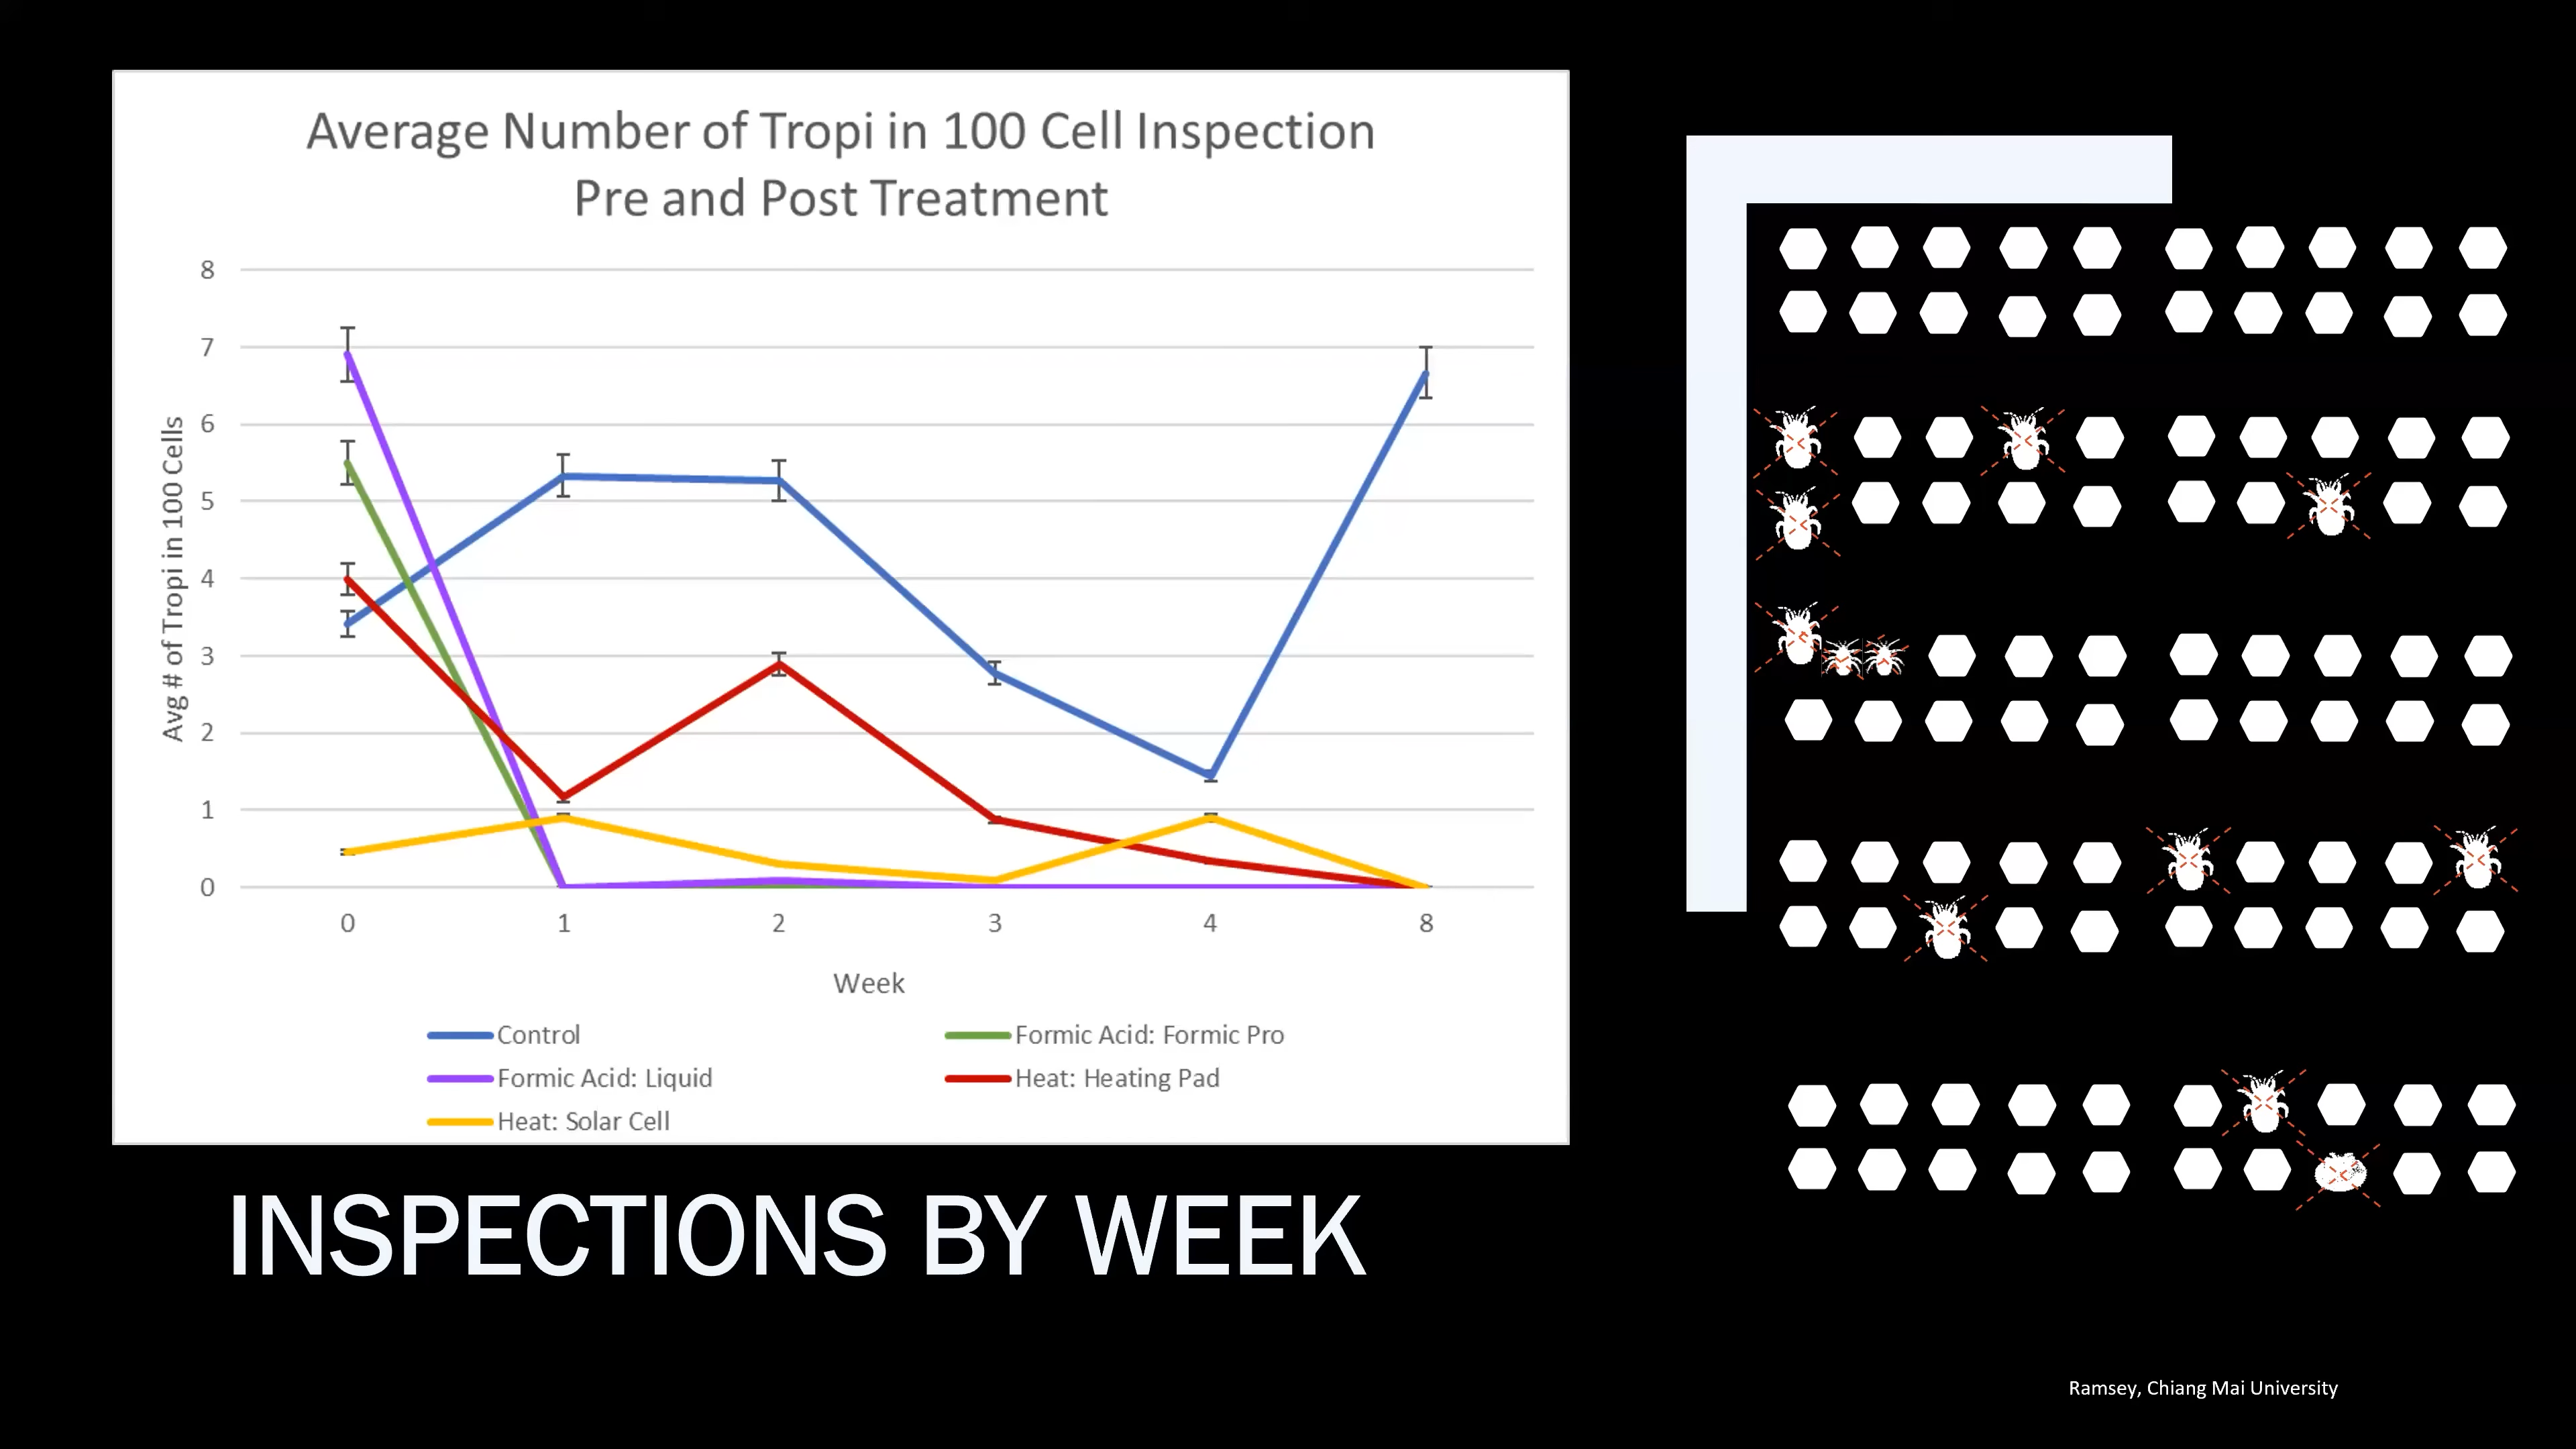 Average Number of Tropi in 100 Cell Inspection
Pre and Post Treatment
Avg # of Tropi in 100 Cells
8
7
6
5
4
3
2
1
0
0 1 2 3 4 8
Week
Control
Formic Acid: Formic Pro
Formic Acid: Liquid
Heat: Heating Pad
Heat: Solar Cell
INSPECTIONS BY WEEK
Ramsey, Chiang Mai University